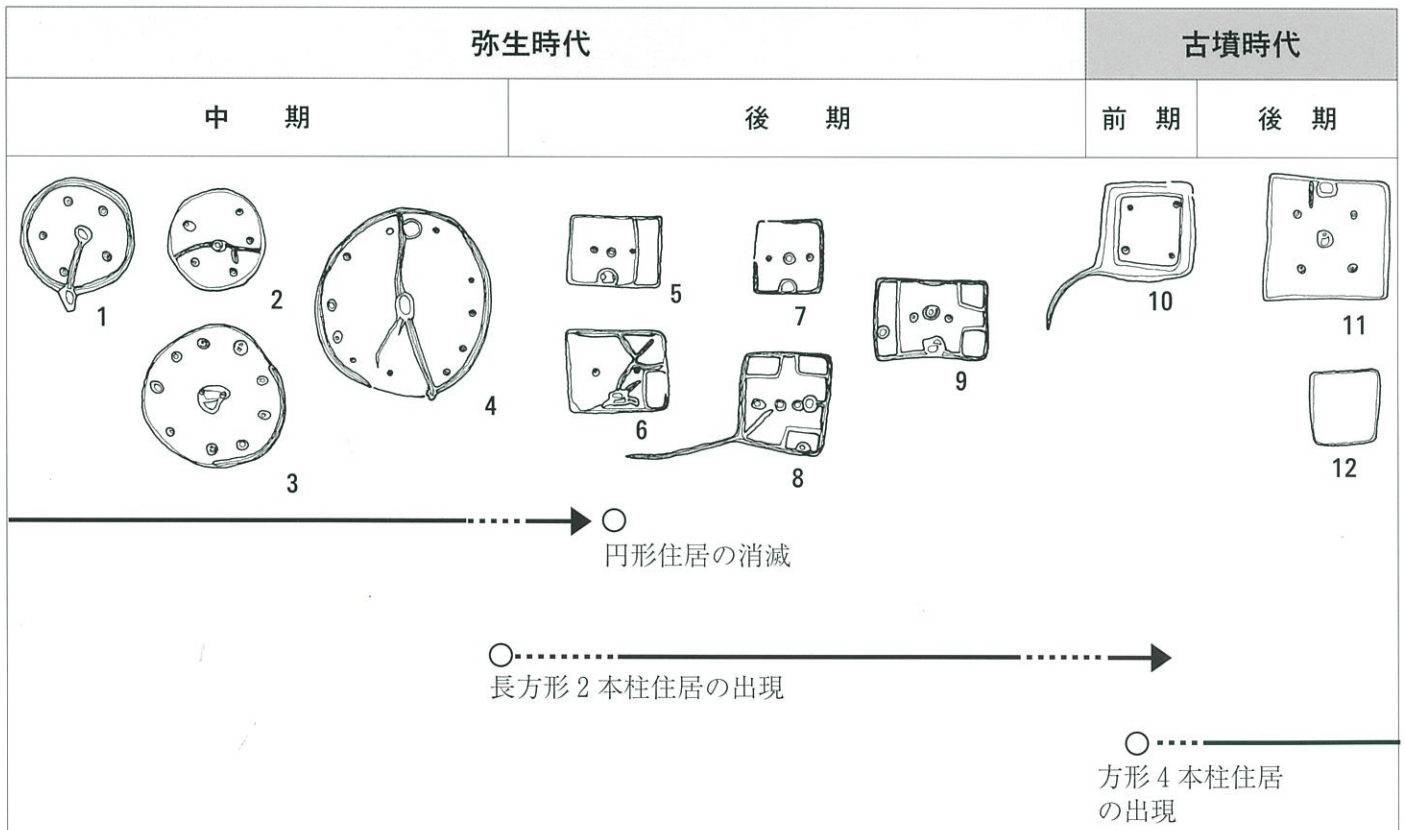 弥生時代
古墳時代
中 期
後 期
前 期
後 期
1
2
3
4
5
6
7
8
9
10
11
12
円形住居の消滅
長方形2本柱住居の出現
方形4本柱住居
の出現